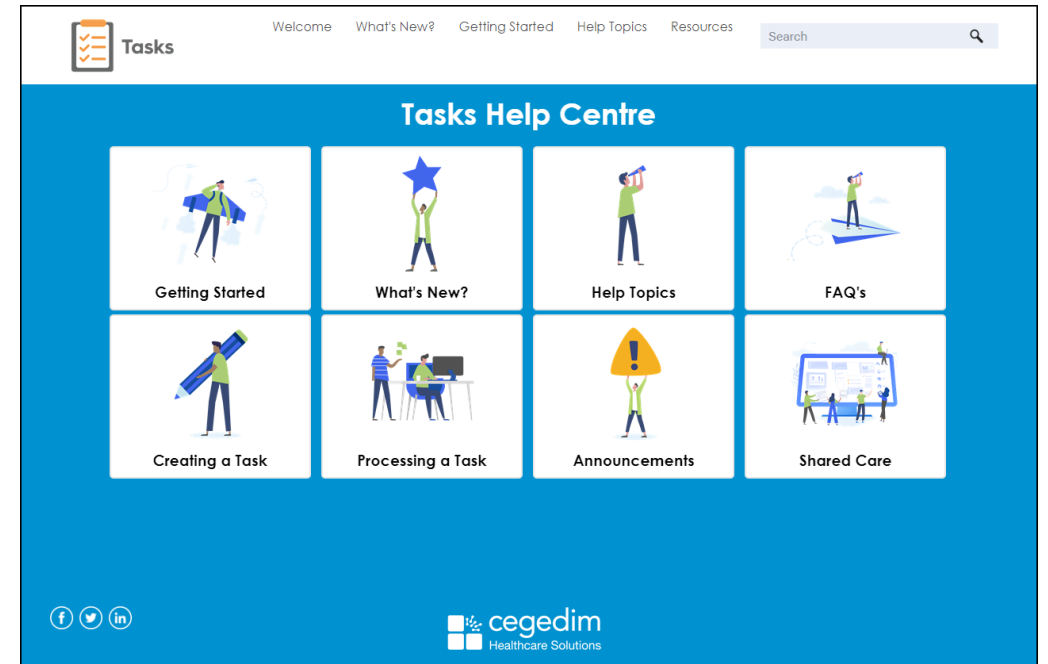 Tasks
Welcome What's New? Getting Started Help Topics Resources
Search
Tasks Help Centre
Getting Started What's New? Help Topics FAQ's
Creating a Task Processing a Task Announcements Shared Care
f in
cegedim
Healthcare Solutions